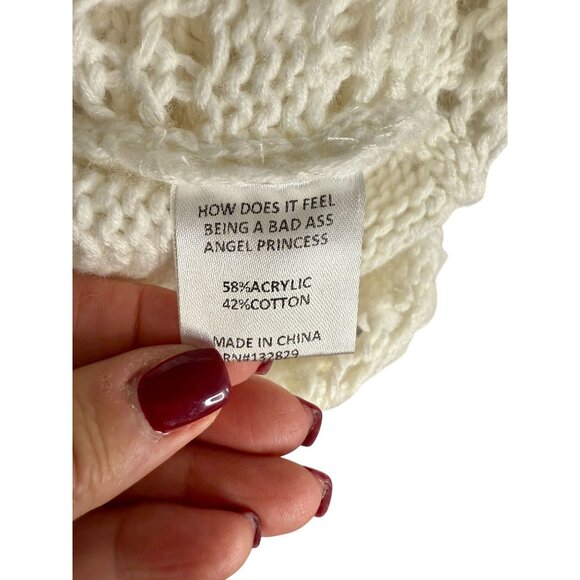 HOW DOES IT FEEL
BEING A BAD ASS
ANGEL PRINCESS
58%ACRYLIC
42%COTTON
MADE IN CHINA
RN#132829